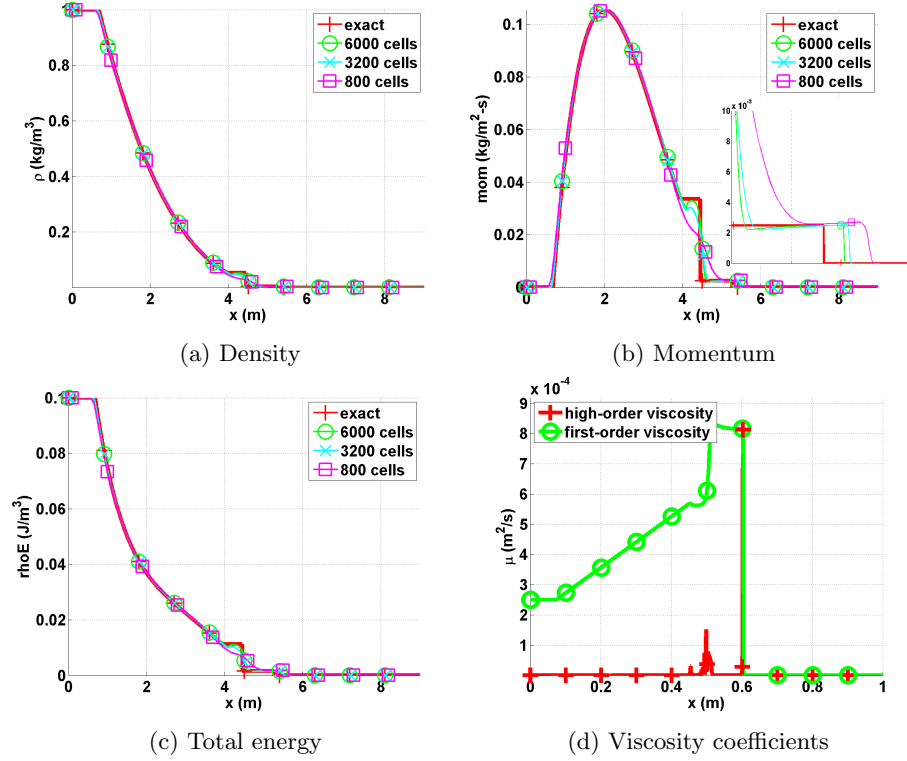 1
0.8
0.6
0.4
0.2
0 2 4 6 8
ρ (kg/m³)
x (m)
exact
6000 cells
3200 cells
800 cells
(a) Density
0.1
0.08
0.06
0.04
0.02
0
0 2 4 6 8
mom (kg/m²-s)
x (m)
exact
6000 cells
3200 cells
800 cells
x 10⁻³
10
8
6
4
2
0
(b) Momentum
0.1
0.08
0.06
0.04
0.02
0
0 2 4 6 8
rhoE (J/m³)
x (m)
exact
6000 cells
3200 cells
800 cells
(c) Total energy
x 10⁻⁴
9
8
7
6
5
4
3
2
1
0 0.2 0.4 0.6 0.8 1
μ (m²/s)
x (m)
high-order viscosity
first-order viscosity
(d) Viscosity coefficients